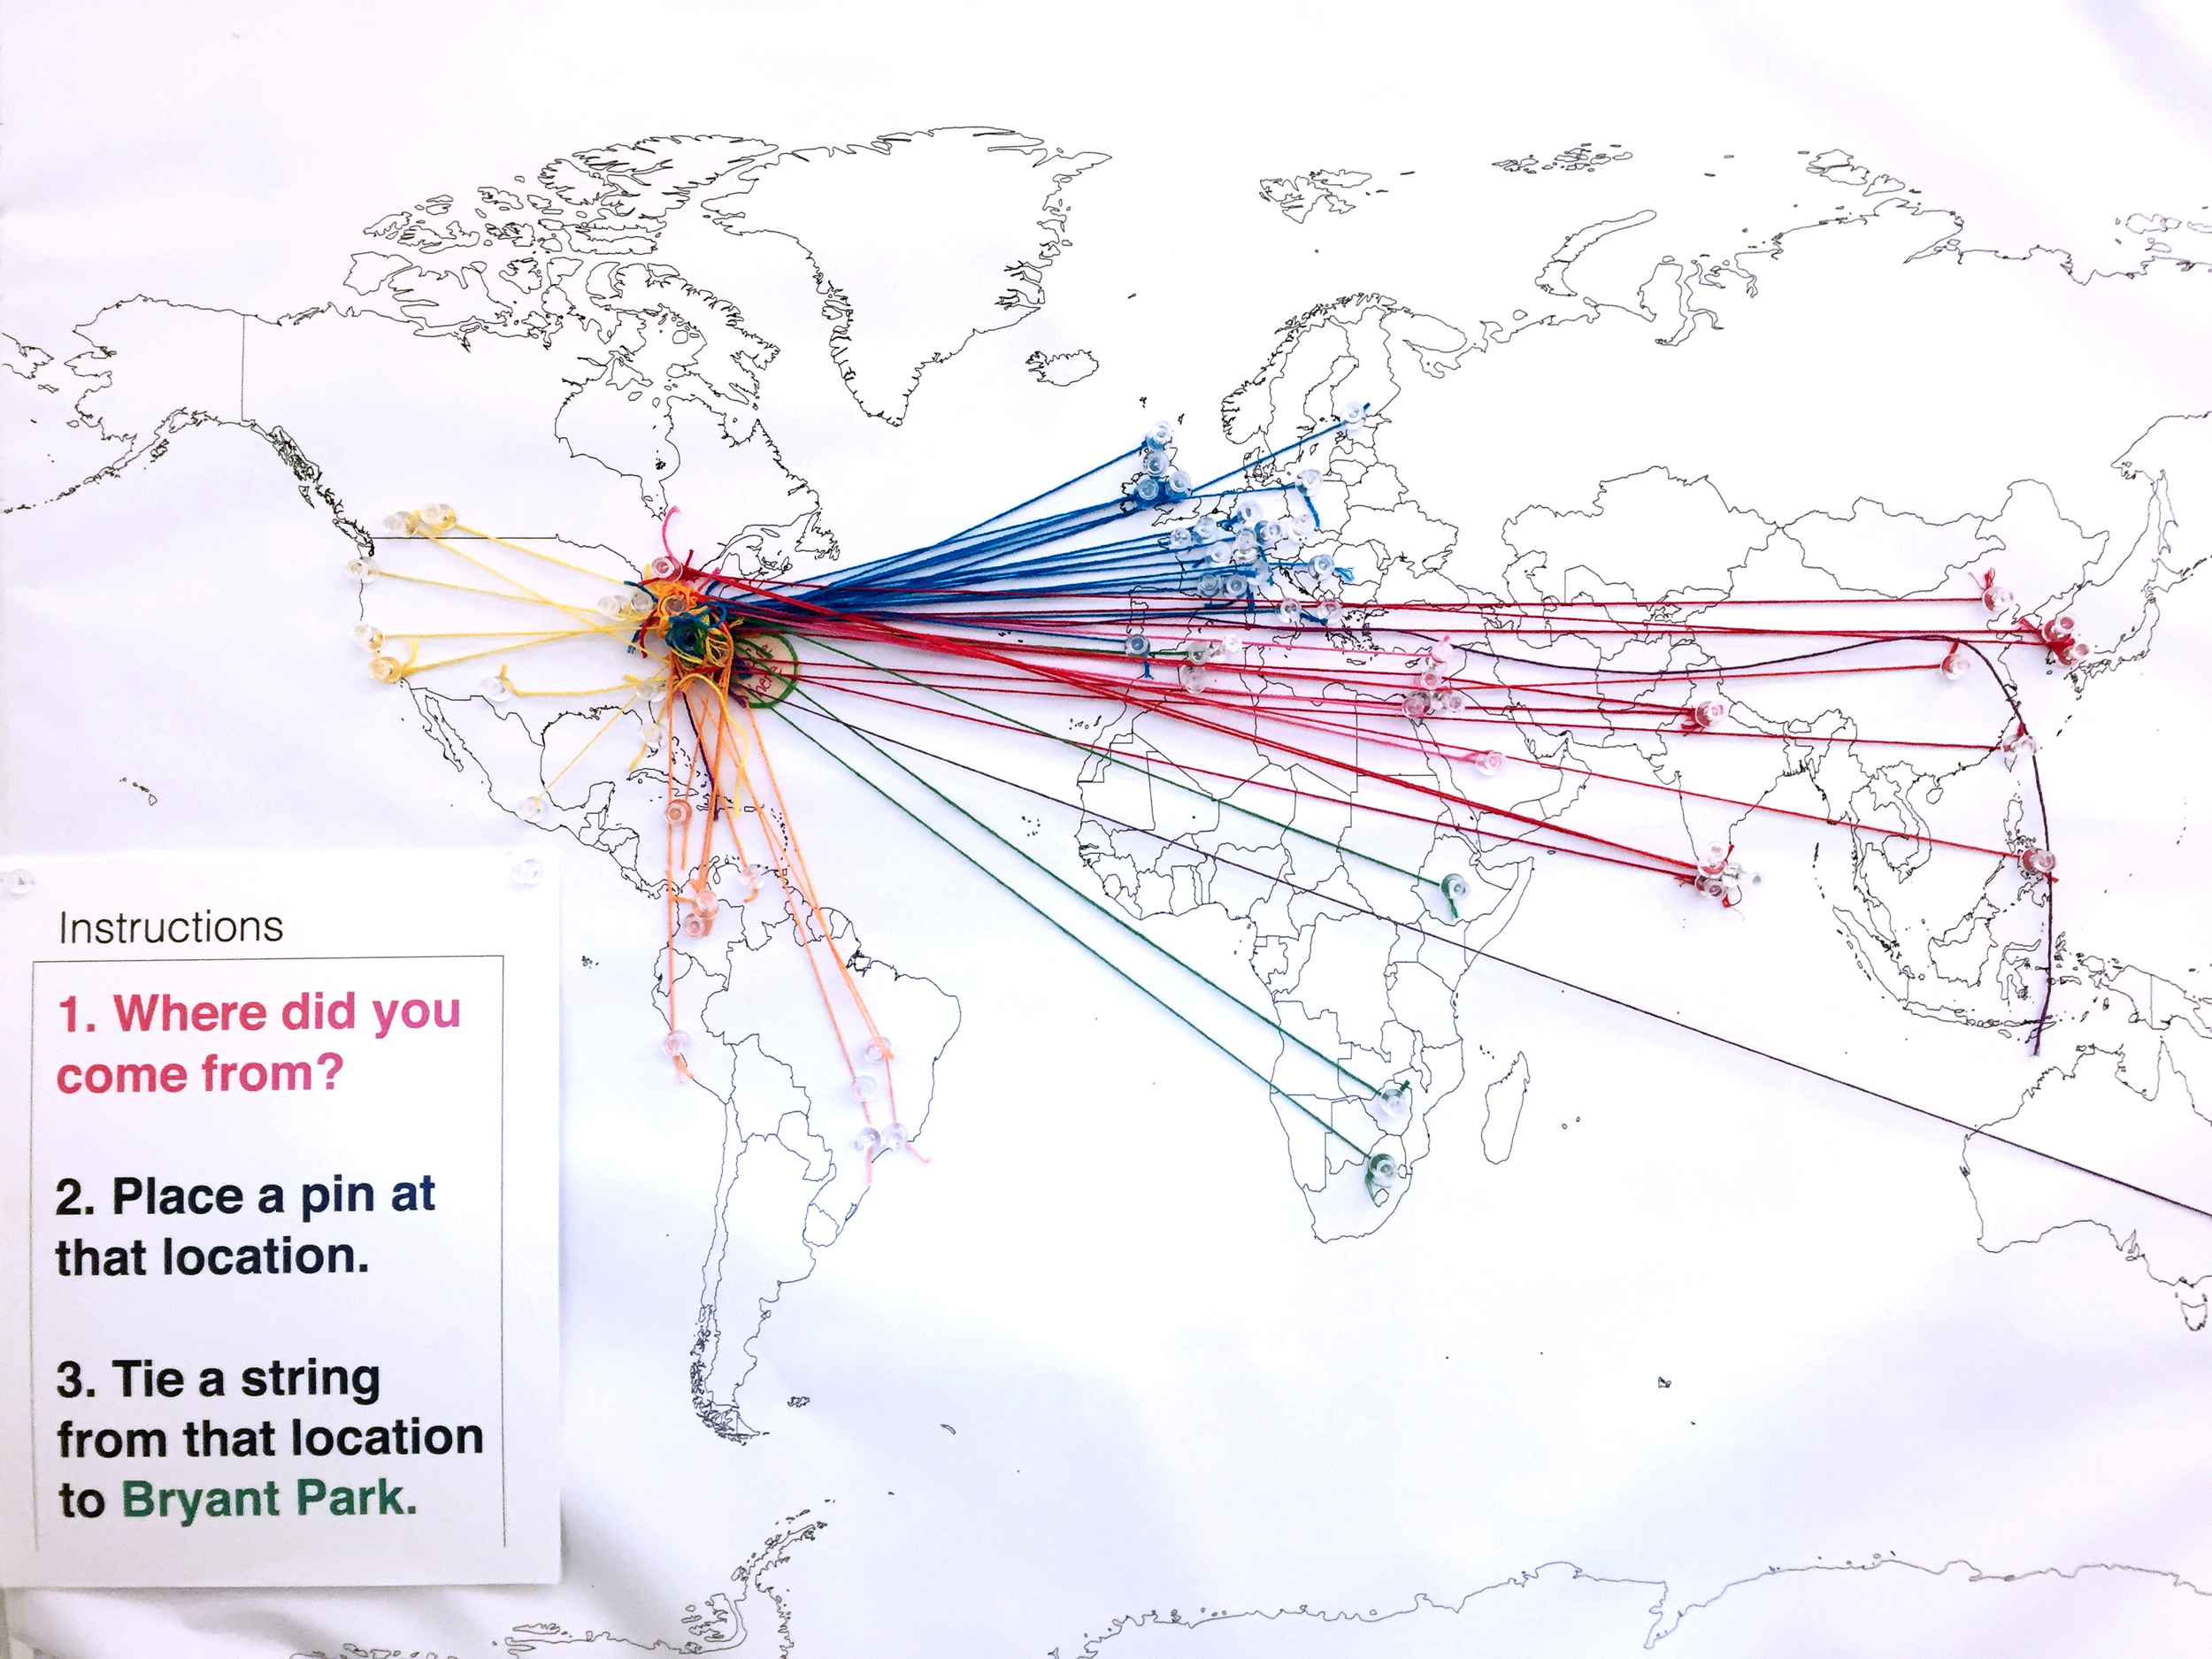 here
Instructions
1. Where did you
come from?
2. Place a pin at
that location.
3. Tie a string
from that location
to Bryant Park.